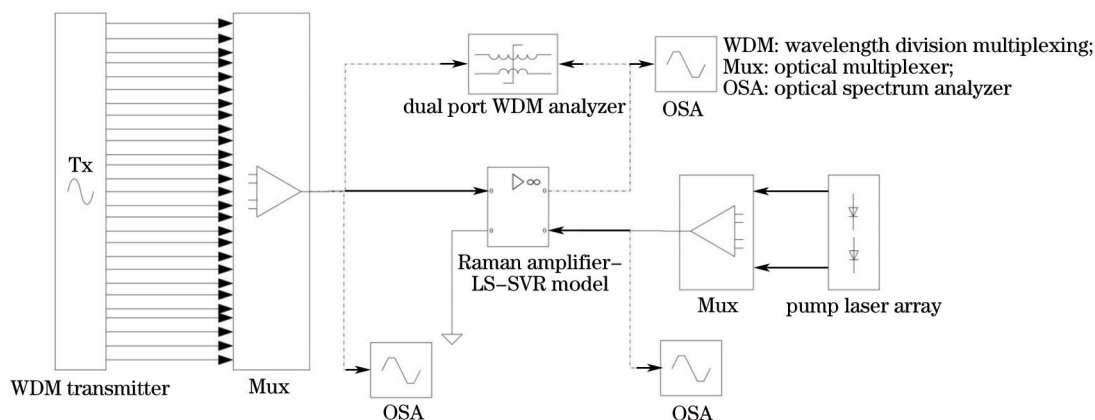 WDM: wavelength division multiplexing;
Mux: optical multiplexer;
OSA: optical spectrum analyzer
dual port WDM analyzer
OSA
Tx
Raman amplifier–
LS–SVR model
Mux
pump laser array
WDM transmitter
Mux
OSA
OSA